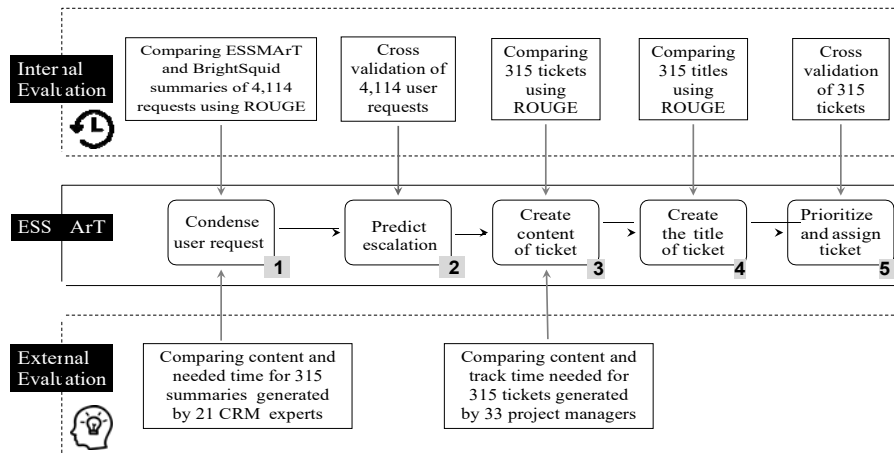 Internal
Evaluation
Comparing ESSMArT
and BrightSquid
summaries of 4,114
requests using ROUGE
Cross
validation of
4,114 user
requests
Comparing
315 tickets
using
ROUGE
Comparing
315 titles
using
ROUGE
Cross
validation
of 315
tickets
ESS ArT
Condense
user request
1
Predict
escalation
2
Create
content
of ticket
3
Create
the title
of ticket
4
Prioritize
and assign
ticket
5
External
Evaluation
Comparing content and
needed time for 315
summaries generated
by 21 CRM experts
Comparing content and
track time needed for
315 tickets generated
by 33 project managers